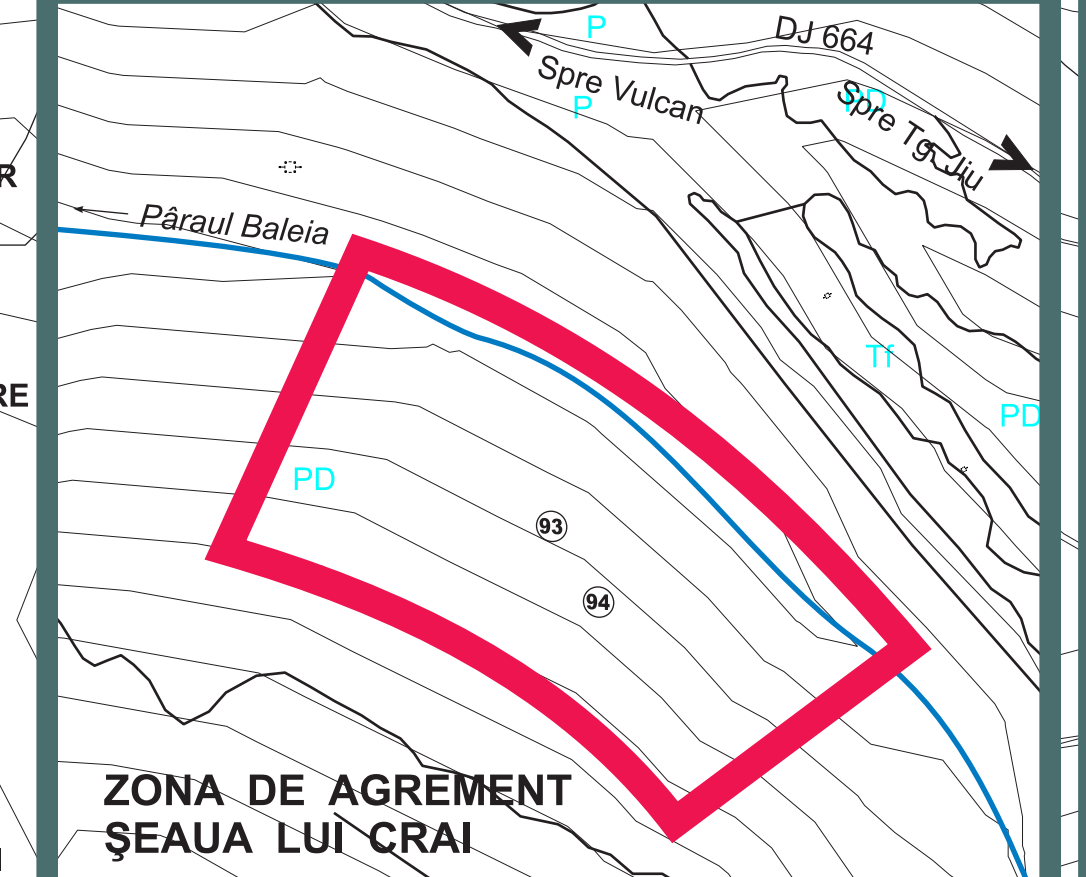 P
DJ 664
Spre Vulcan
P
PD
Spre Tg. Jiu
R
Pâraul Baleia
Tf
RE
PD
PD
93
94
ZONA DE AGREMENT
ŞEAUA LUI CRAI